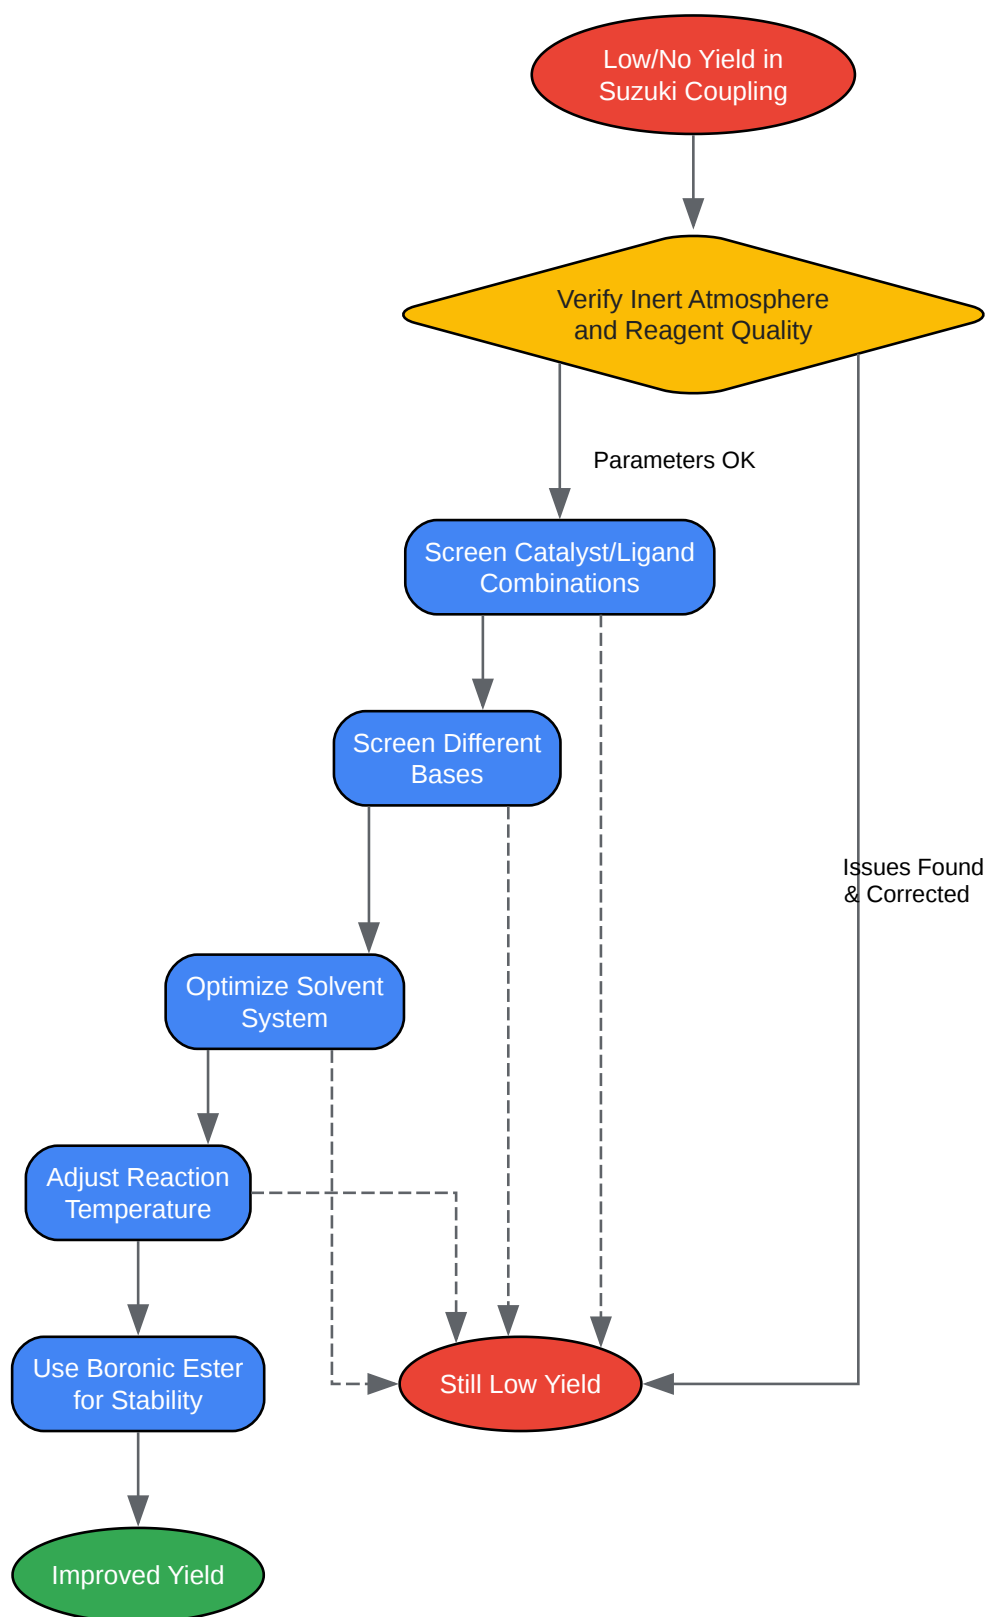 Low/No Yield in
Suzuki Coupling
Verify Inert Atmosphere
and Reagent Quality
Parameters OK
Screen Catalyst/Ligand
Combinations
Screen Different
Bases
Issues Found
& Corrected
Optimize Solvent
System
Adjust Reaction
Temperature
Use Boronic Ester
for Stability
Still Low Yield
Improved Yield